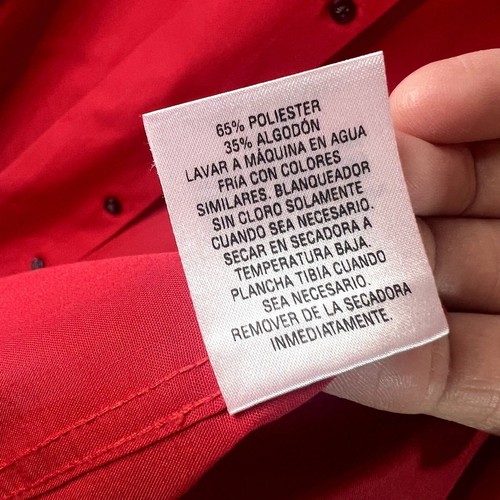 65% POLIESTER
35% ALGODÓN
LAVAR A MÁQUINA EN AGUA
FRÍA CON COLORES
SIMILARES. BLANQUEADOR
SIN CLORO SOLAMENTE
CUANDO SEA NECESARIO.
SECAR EN SECADORA A
TEMPERATURA BAJA.
PLANCHA TIBIA CUANDO
SEA NECESARIO.
REMOVER DE LA SECADORA
INMEDIATAMENTE.